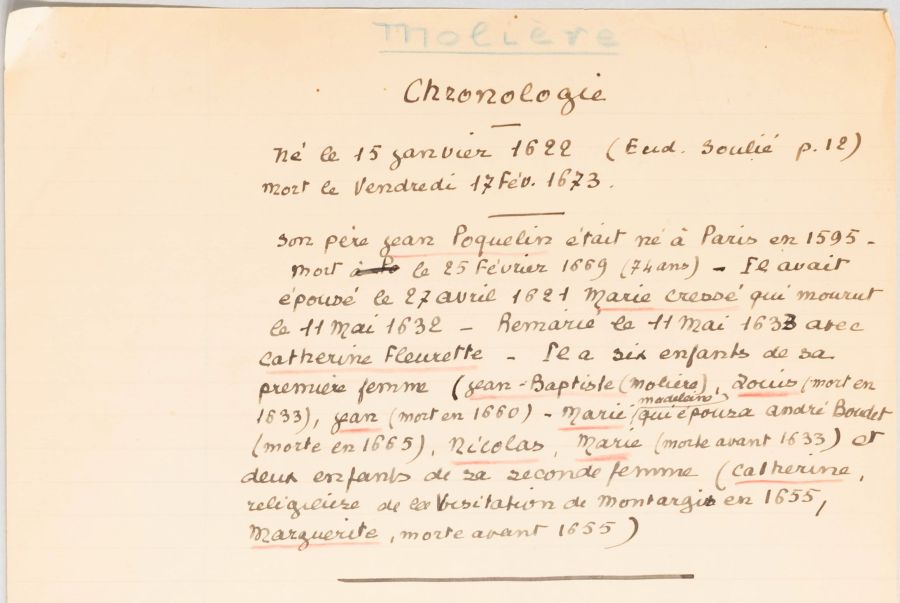 Molière
Chronologie
Né le 15 janvier 1622 (Eud. Soulié p. 12)
mort le Vendredi 17 Fév. 1673.
Son père Jean Poquelin était né à Paris en 1595 -
mort à le 25 Février 1669 (74 ans) - Il avait
épousé le 27 avril 1621 Marie Cressé qui mourut
le 11 Mai 1632 - Remarié le 11 Mai 1633 avec
Catherine Fleurette - Il a six enfants de sa
première femme (Jean-Baptiste (Molière), Louis (mort en
1633), Jean (mort en 1660) - Marie madelaine (qui épouza andré Boudet
(morte en 1665), Nicolas, Marie (morte avant 1633) et
deux enfants de sa seconde femme (Catherine,
religieuze de la Visitation de Montargis en 1655,
Marguerite, morte avant 1655)